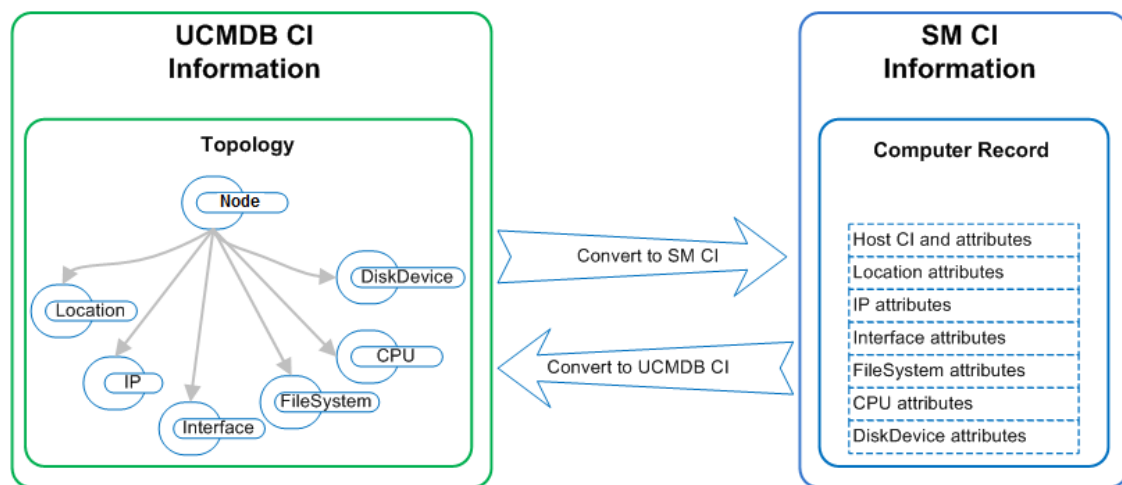 UCMDB CI
Information
Topology
Node
DiskDevice
Location
CPU
IP
FileSystem
Interface
Convert to SM CI
Convert to UCMDB CI
SM CI
Information
Computer Record
Host CI and attributes
Location attributes
IP attributes
Interface attributes
FileSystem attributes
CPU attributes
DiskDevice attributes